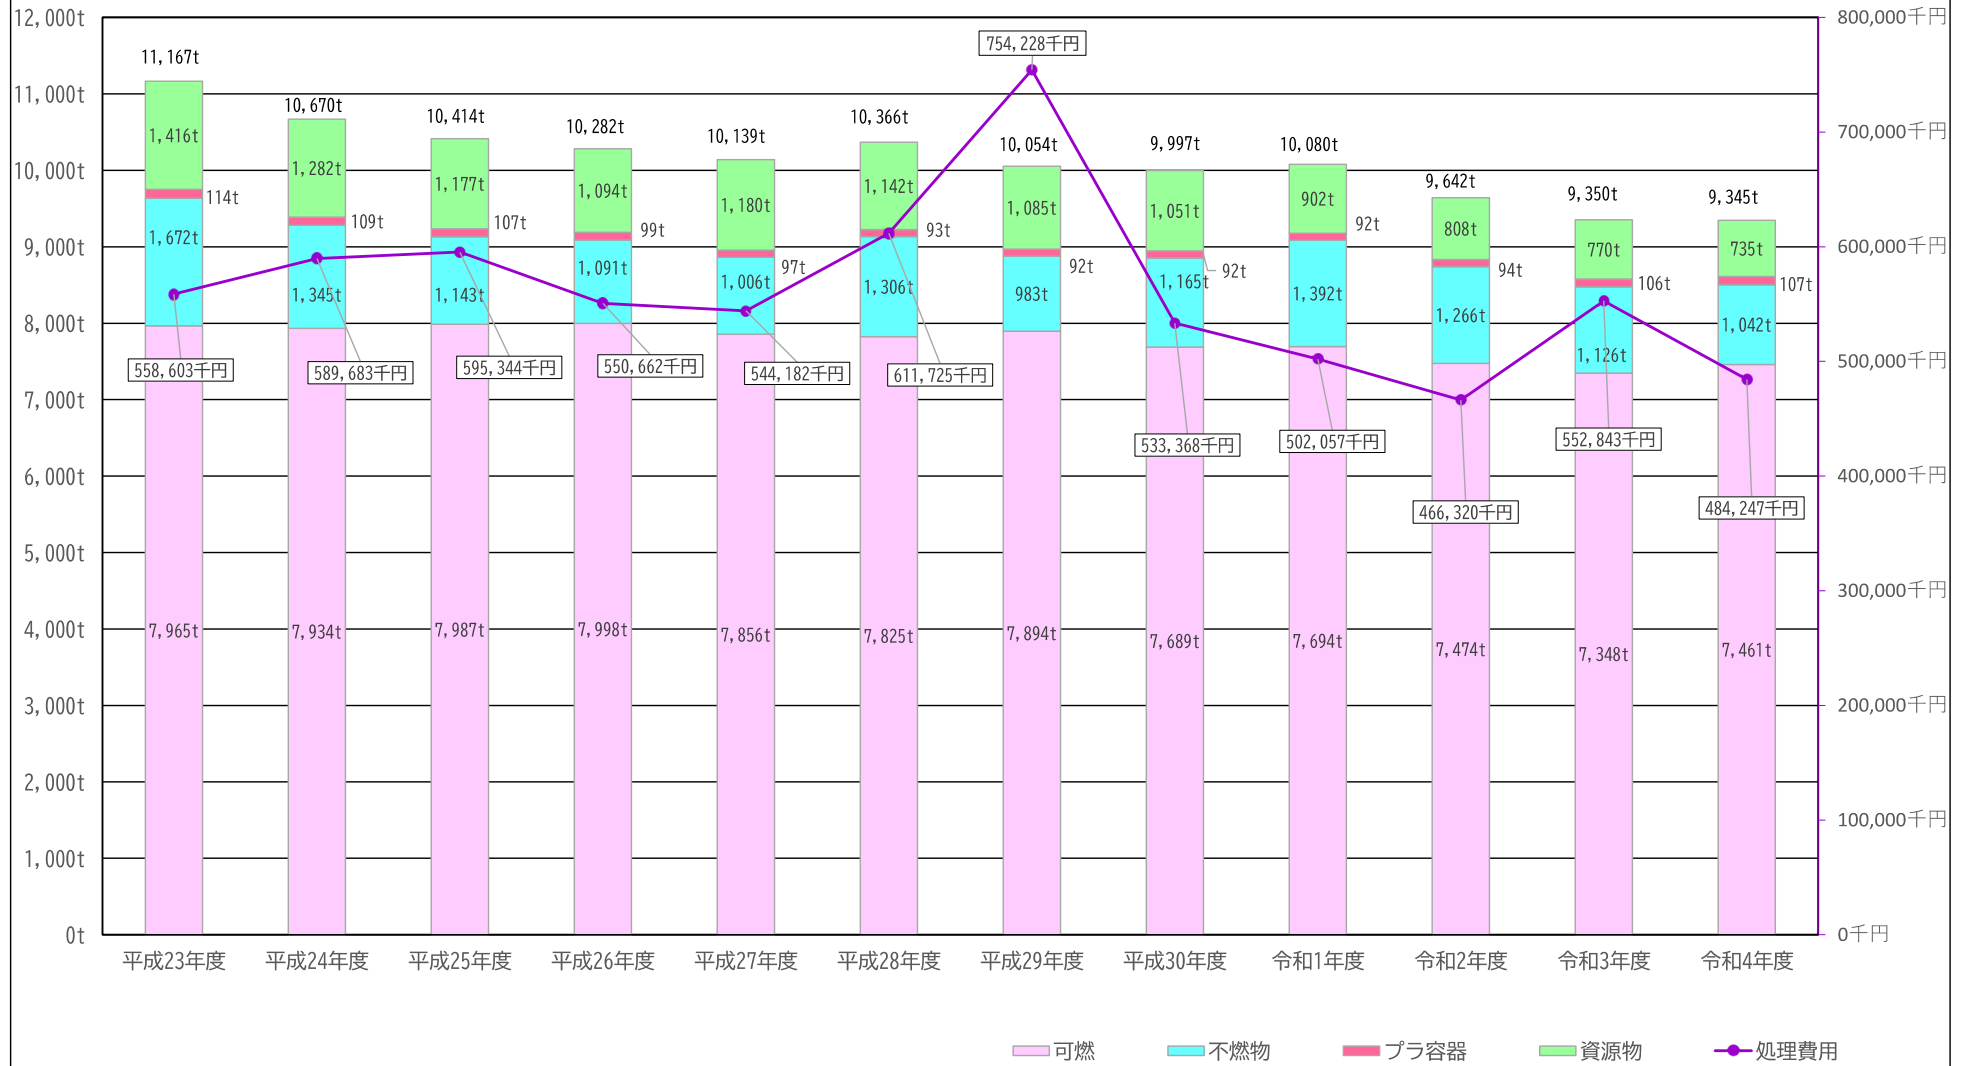 12,000t
11,000t
10,000t
9,000t
8,000t
7,000t
6,000t
5,000t
4,000t
3,000t
2,000t
1,000t
0t
800,000千円
700,000千円
600,000千円
500,000千円
400,000千円
300,000千円
200,000千円
100,000千円
0千円
11,167t
1,416t
114t
1,672t
558,603千円
7,965t
平成23年度
10,670t
1,282t
109t
1,345t
589,683千円
7,934t
平成24年度
10,414t
1,177t
107t
1,143t
595,344千円
7,987t
平成25年度
10,282t
1,094t
99t
1,091t
550,662千円
7,998t
平成26年度
10,139t
1,180t
97t
1,006t
544,182千円
7,856t
平成27年度
10,366t
1,142t
93t
1,306t
611,725千円
7,825t
平成28年度
754,228千円
10,054t
1,085t
92t
983t
7,894t
平成29年度
9,997t
1,051t
92t
1,165t
533,368千円
7,689t
平成30年度
10,080t
902t
92t
1,392t
502,057千円
7,694t
令和1年度
9,642t
808t
94t
1,266t
466,320千円
7,474t
令和2年度
9,350t
770t
106t
1,126t
552,843千円
7,348t
令和3年度
9,345t
735t
107t
1,042t
484,247千円
7,461t
令和4年度
可燃
不燃物
プラ容器
資源物
処理費用